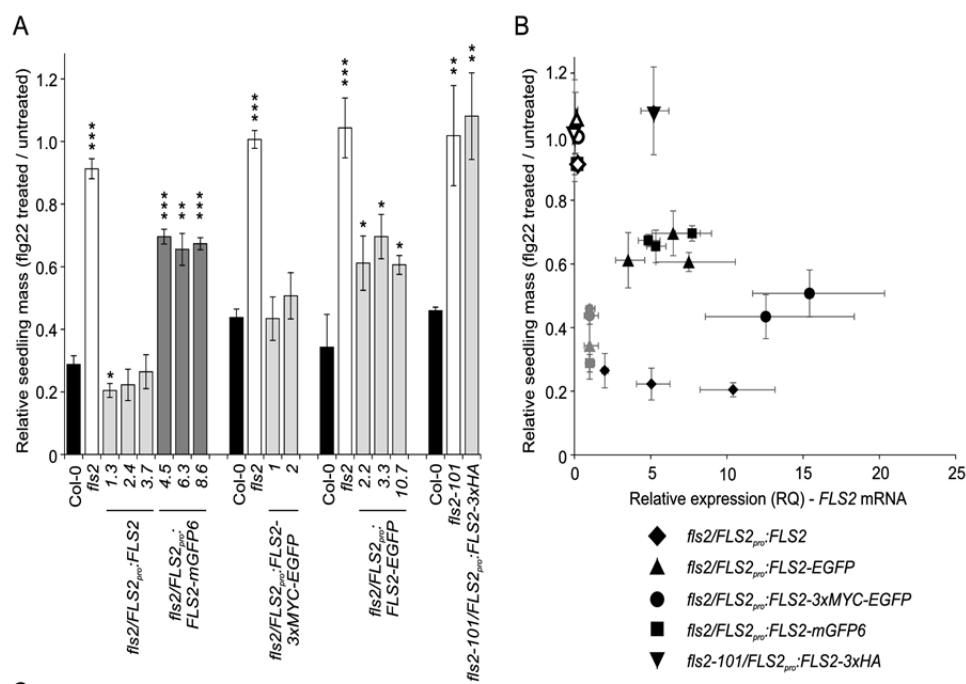 A
B
Relative seedling mass (flg22 treated / untreated)
1.2
1.0
0.8
0.6
0.4
0.2
0
***
*
***
**
***
***
***
*
*
*
**
**
Col-0
fls2
1.3
2.4
3.7
4.5
6.3
8.6
Col-0
fls2
1
2
Col-0
fls2
2.2
3.3
10.7
Col-0
fls2-101
fls2-101/FLS2pro:FLS2-3xHA
fls2/FLS2pro:FLS2
fls2/FLS2pro:
FLS2-mGFP6
fls2/FLS2pro:FLS2-
3xMYC-EGFP
fls2/FLS2pro:
FLS2-EGFP
Relative seedling mass (flg22 treated / untreated)
1.2
1.0
0.8
0.6
0.4
0.2
0
0
5
10
15
20
25
Relative expression (RQ) - FLS2 mRNA
fls2/FLS2pro:FLS2
fls2/FLS2pro:FLS2-EGFP
fls2/FLS2pro:FLS2-3xMYC-EGFP
fls2/FLS2pro:FLS2-mGFP6
fls2-101/FLS2pro:FLS2-3xHA